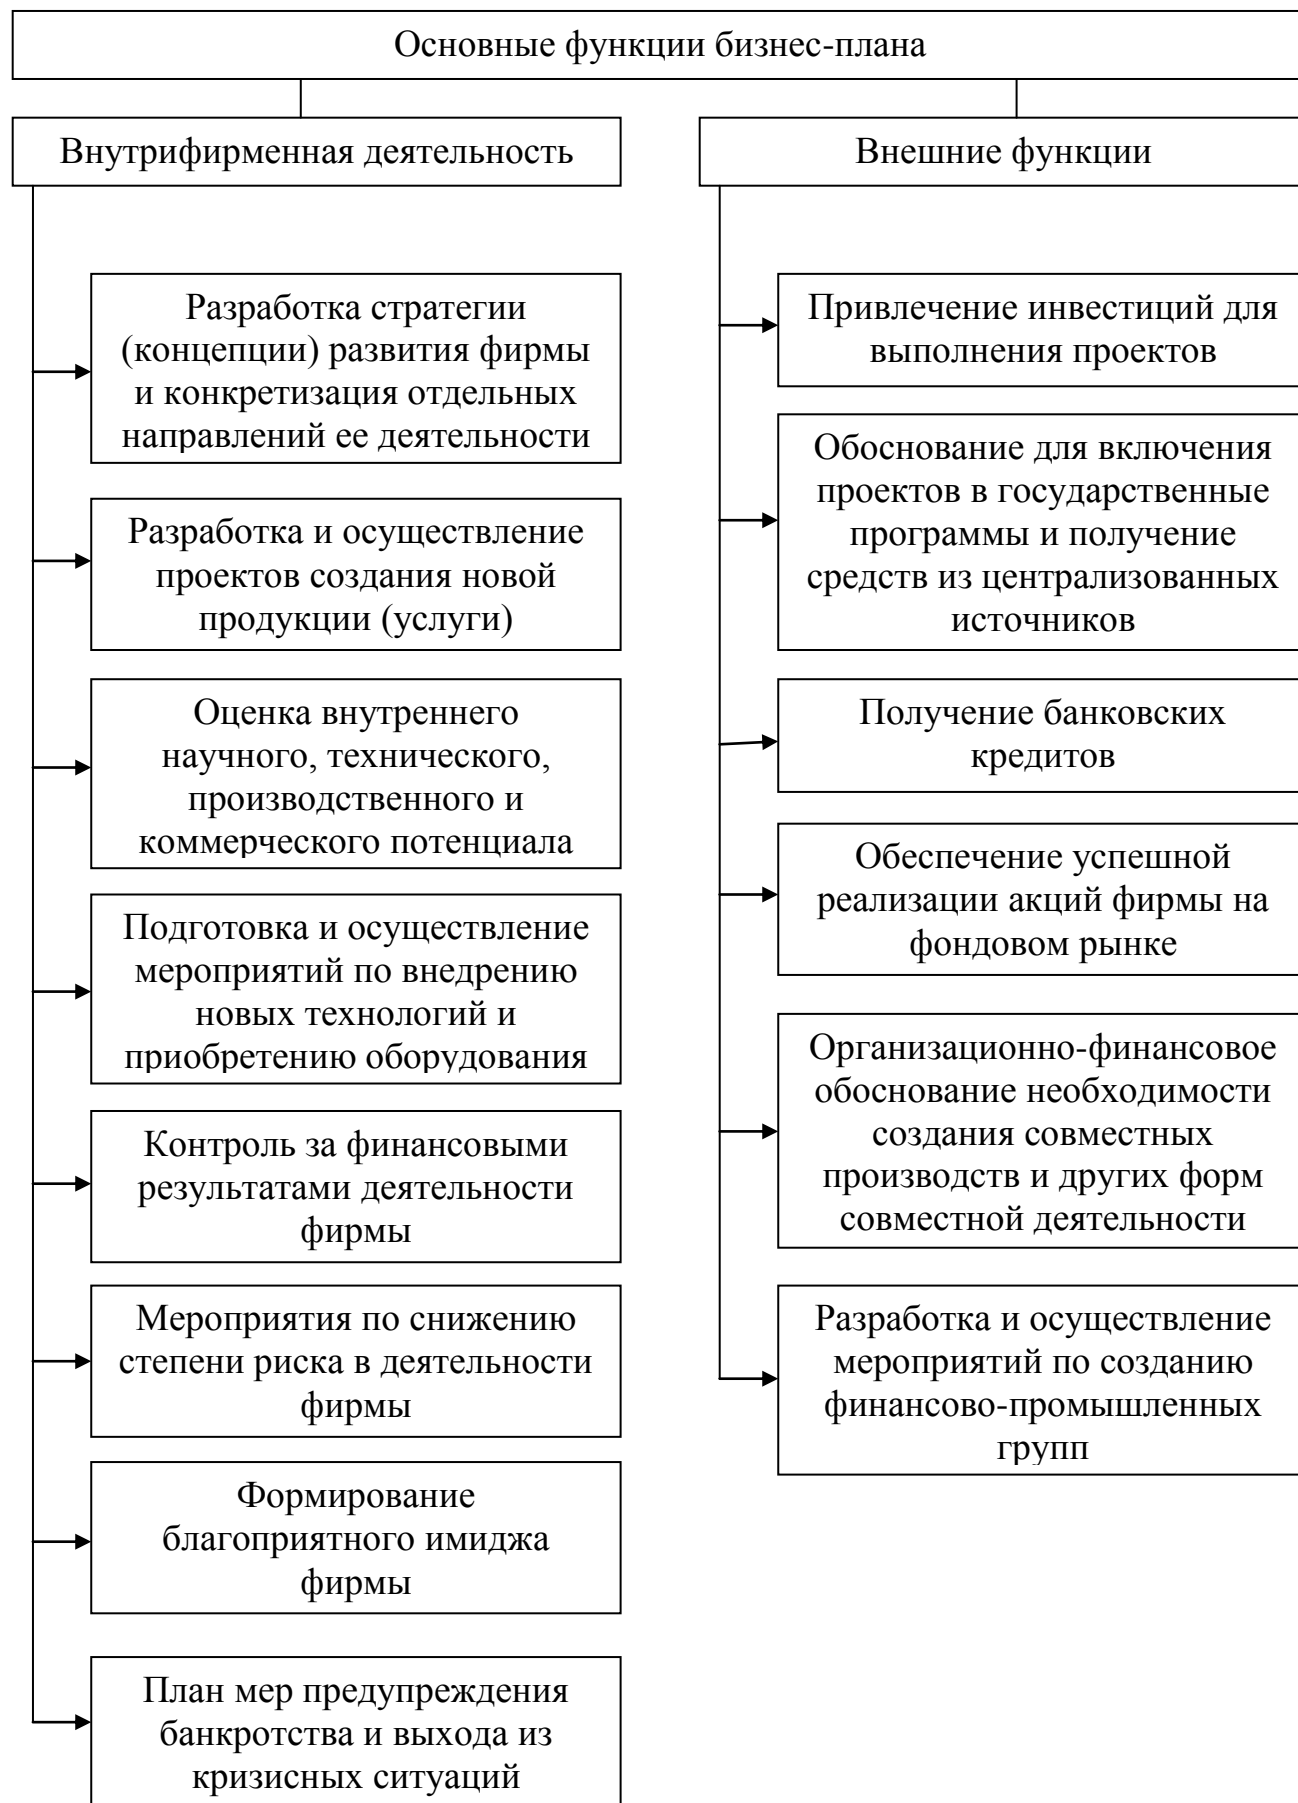 Основные функции бизнес-плана
Внутрифирменная деятельность
Разработка стратегии
(концепции) развития фирмы
и конкретизация отдельных
направлений ее деятельности
Разработка и осуществление
проектов создания новой
продукции (услуги)
Оценка внутреннего
научного, технического,
производственного и
коммерческого потенциала
Подготовка и осуществление
мероприятий по внедрению
новых технологий и
приобретению оборудования
Контроль за финансовыми
результатами деятельности
фирмы
Мероприятия по снижению
степени риска в деятельности
фирмы
Формирование
благоприятного имиджа
фирмы
План мер предупреждения
банкротства и выхода из
кризисных ситуаций
Внешние функции
Привлечение инвестиций для
выполнения проектов
Обоснование для включения
проектов в государственные
программы и получение
средств из централизованных
источников
Получение банковских
кредитов
Обеспечение успешной
реализации акций фирмы на
фондовом рынке
Организационно-финансовое
обоснование необходимости
создания совместных
производств и других форм
совместной деятельности
Разработка и осуществление
мероприятий по созданию
финансово-промышленных
групп